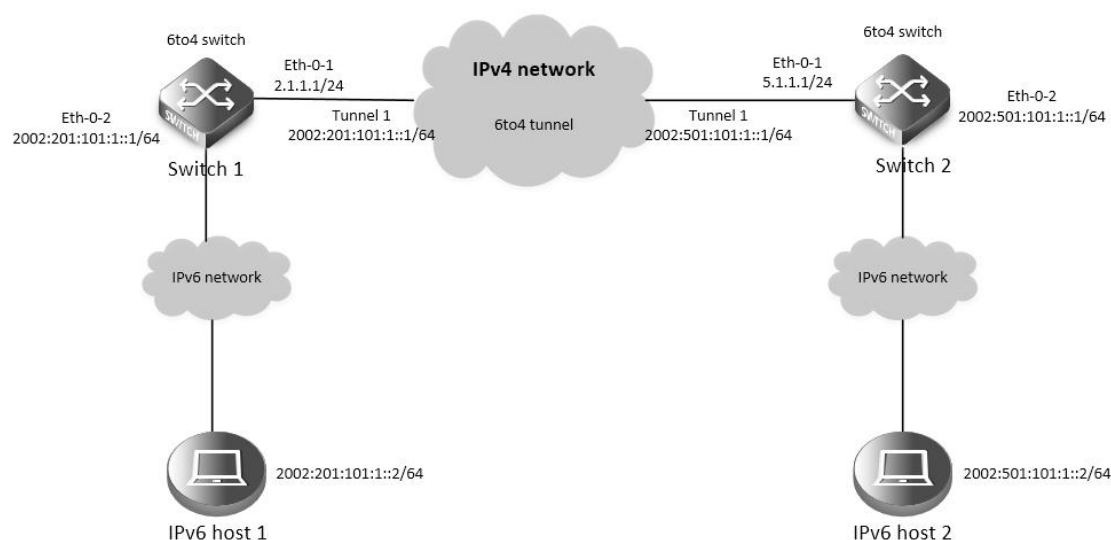 6to4 switch
Eth-0-1
2.1.1.1/24
Eth-0-2
2002:201:101:1::1/64
SWITCH
Switch 1
Tunnel 1
2002:201:101:1::1/64
IPv4 network
6to4 tunnel
Eth-0-1
5.1.1.1/24
Tunnel 1
2002:501:101:1::1/64
6to4 switch
Eth-0-2
2002:501:101:1::1/64
SWITCH
Switch 2
IPv6 network
IPv6 network
2002:201:101:1::2/64
IPv6 host 1
2002:501:101:1::2/64
IPv6 host 2